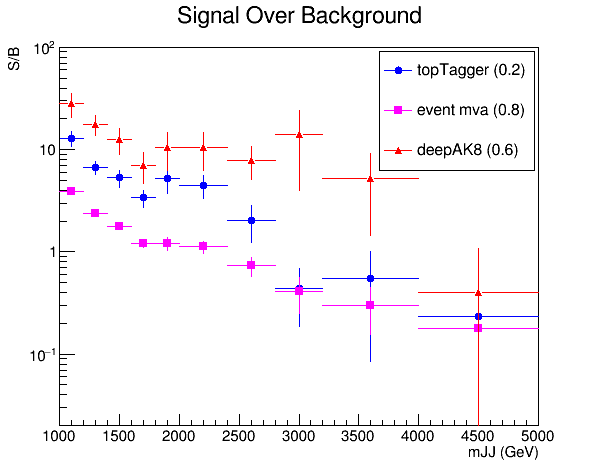 Signal Over Background
S/B
10²
10
1
10⁻¹
topTagger (0.2)
event mva (0.8)
deepAK8 (0.6)
1000 1500 2000 2500 3000 3500 4000 4500 5000
mJJ (GeV)